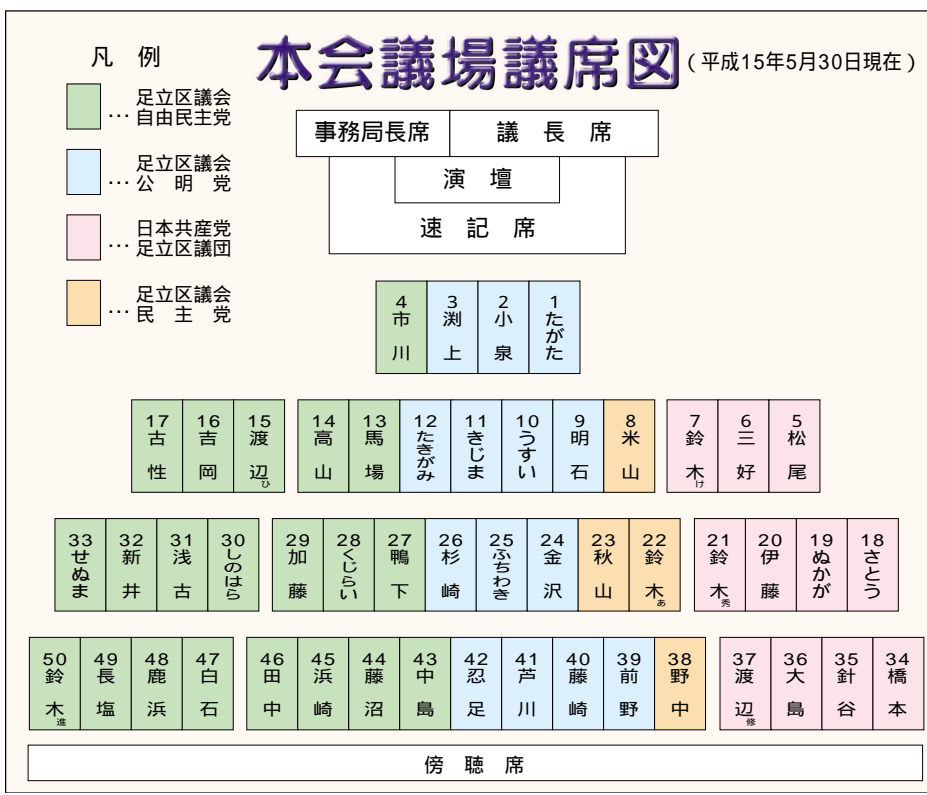 本会議場議席図(平成15年5月30日現在)
凡 例
…足立区議会 自由民主党
…足立区議会 公明党
…日本共産党 足立区議団
…足立区議会 民主党
事務局長席 議長席
演壇
速記席
4 市川 3 渕上 2 小泉 1 たがた
17 古性 16 吉岡 15 渡辺ひ 14 高山 13 馬場 12 たきがみ 11 きじま 10 うすい 9 明石 8 米山 7 鈴木け 6 三好 5 松尾
33 せぬま 32 新井 31 浅古 30 しのはら 29 加藤 28 くじらい 27 鴨下 26 杉崎 25 ふちわき 24 金沢 23 秋山 22 鈴木あ 21 鈴木秀 20 伊藤 19 ぬかが 18 さとう
50 鈴木進 49 長塩 48 鹿浜 47 白石 46 田中 45 浜崎 44 藤沼 43 中島 42 忍足 41 芦川 40 藤崎 39 前野 38 野中 37 渡辺修 36 大島 35 針谷 34 橋本
傍聴席